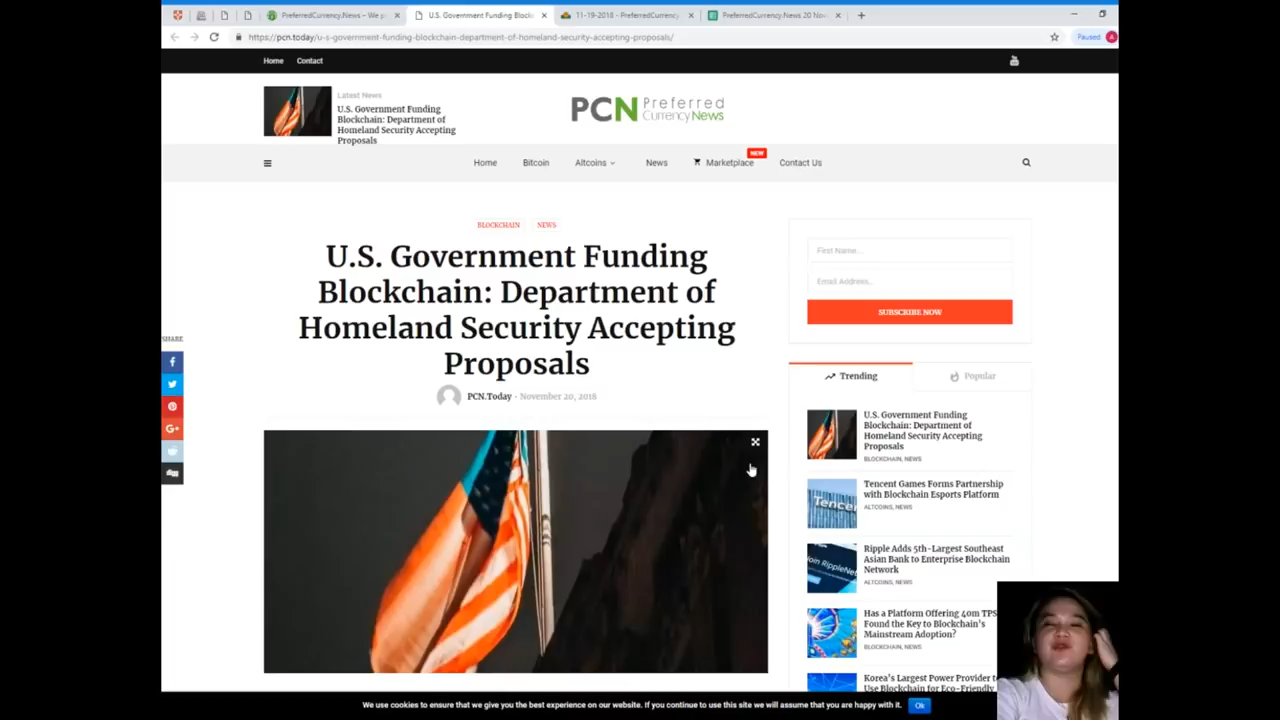 PreferredCurrency.News – We p
U.S. Government Funding Block
11-19-2018 - PreferredCurrency
PreferredCurrency.News 20 Nov
https://pcn.today/u-s-government-funding-blockchain-department-of-homeland-security-accepting-proposals/
Paused
Home
Contact
Latest News
U.S. Government Funding
Blockchain: Department of
Homeland Security Accepting
Proposals
PCN Preferred
Currency News
Home
Bitcoin
Altcoins
News
Marketplace
NEW
Contact Us
BLOCKCHAIN
NEWS
U.S. Government Funding
Blockchain: Department of
Homeland Security Accepting
Proposals
PCN.Today - November 20, 2018
SHARE
First Name...
Email Address..
SUBSCRIBE NOW
Trending
Popular
U.S. Government Funding
Blockchain: Department of
Homeland Security Accepting
Proposals
BLOCKCHAIN, NEWS
Tencent Games Forms Partnership
with Blockchain Esports Platform
ALTCOINS, NEWS
Tencent
Ripple Adds 5th-Largest Southeast
Asian Bank to Enterprise Blockchain
Network
ALTCOINS, NEWS
Join RippleNet
Has a Platform Offering 40m TPS
Found the Key to Blockchain's
Mainstream Adoption?
BLOCKCHAIN, NEWS
Korea's Largest Power Provider t
Use Blockchain for Eco-Friendly
We use cookies to ensure that we give you the best experience on our website. If you continue to use this site we will assume that you are happy with it.
Ok